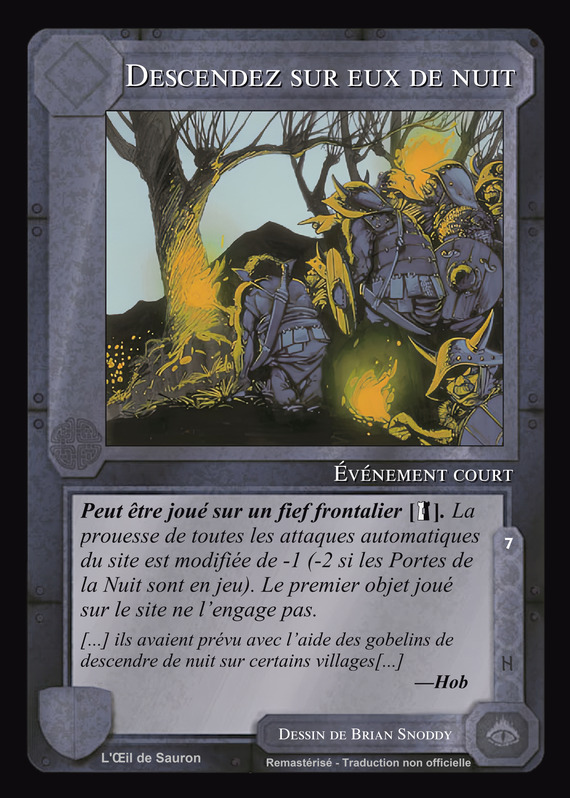 Descendez sur eux de nuit
Événement court
Peut être joué sur un fief frontalier [ ]. La
prouesse de toutes les attaques automatiques
du site est modifiée de -1 (-2 si les Portes de
la Nuit sont en jeu). Le premier objet joué
sur le site ne l'engage pas.
7
[...] ils avaient prévu avec l'aide des gobelins de
descendre de nuit sur certains villages[...]
—Hob
Dessin de Brian Snoddy
L'Œil de Sauron
Remastérisé - Traduction non officielle